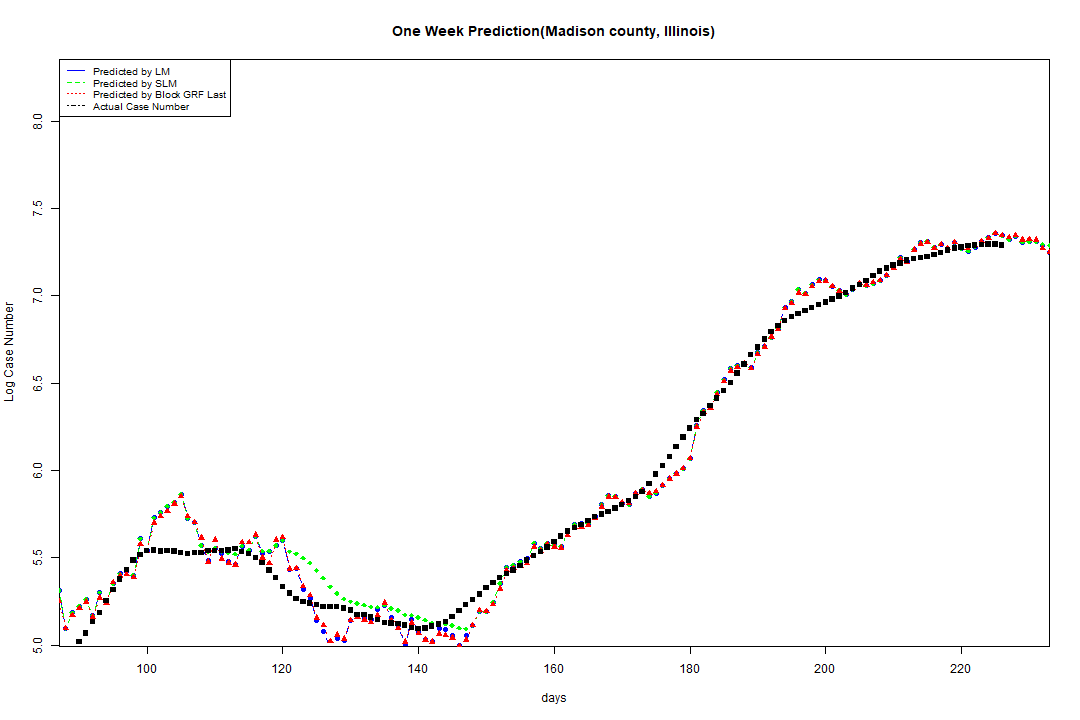 One Week Prediction(Madison county, Illinois)
Predicted by LM
Predicted by SLM
Predicted by Block GRF Last
Actual Case Number
Log Case Number
8.0
7.5
7.0
6.5
6.0
5.5
5.0
100 120 140 160 180 200 220
days